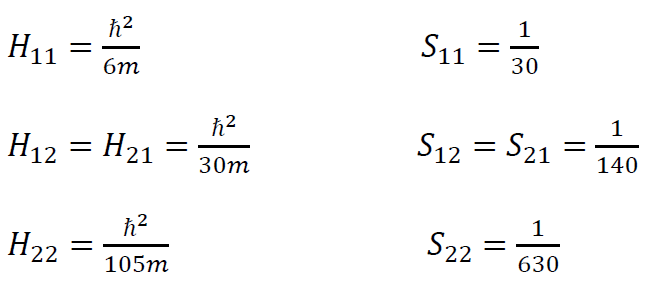 H₁₁ = ℏ²/6m    S₁₁ = 1/30
H₁₂ = H₂₁ = ℏ²/30m    S₁₂ = S₂₁ = 1/140
H₂₂ = ℏ²/105m    S₂₂ = 1/630